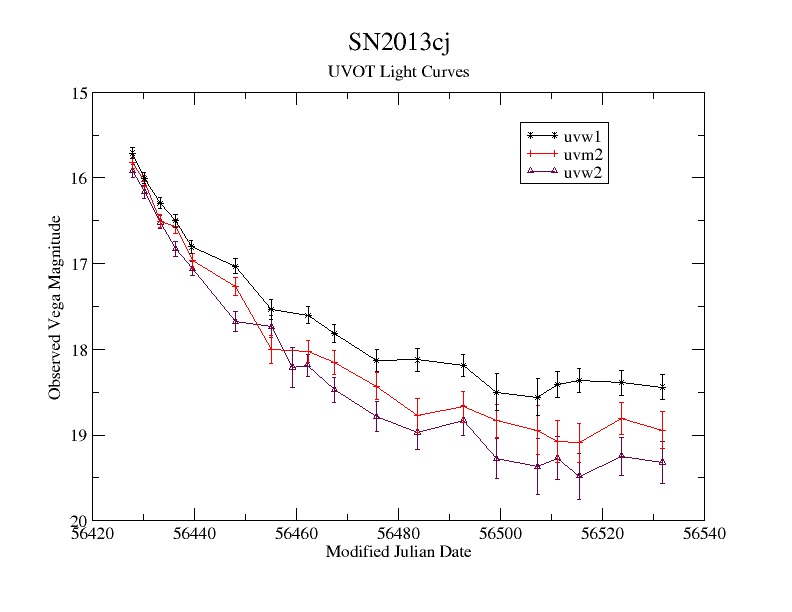 SN2013cj
UVOT Light Curves
15
16
17
18
19
20
Observed Vega Magnitude
uvw1
uvm2
uvw2
56420 56440 56460 56480 56500 56520 56540
Modified Julian Date